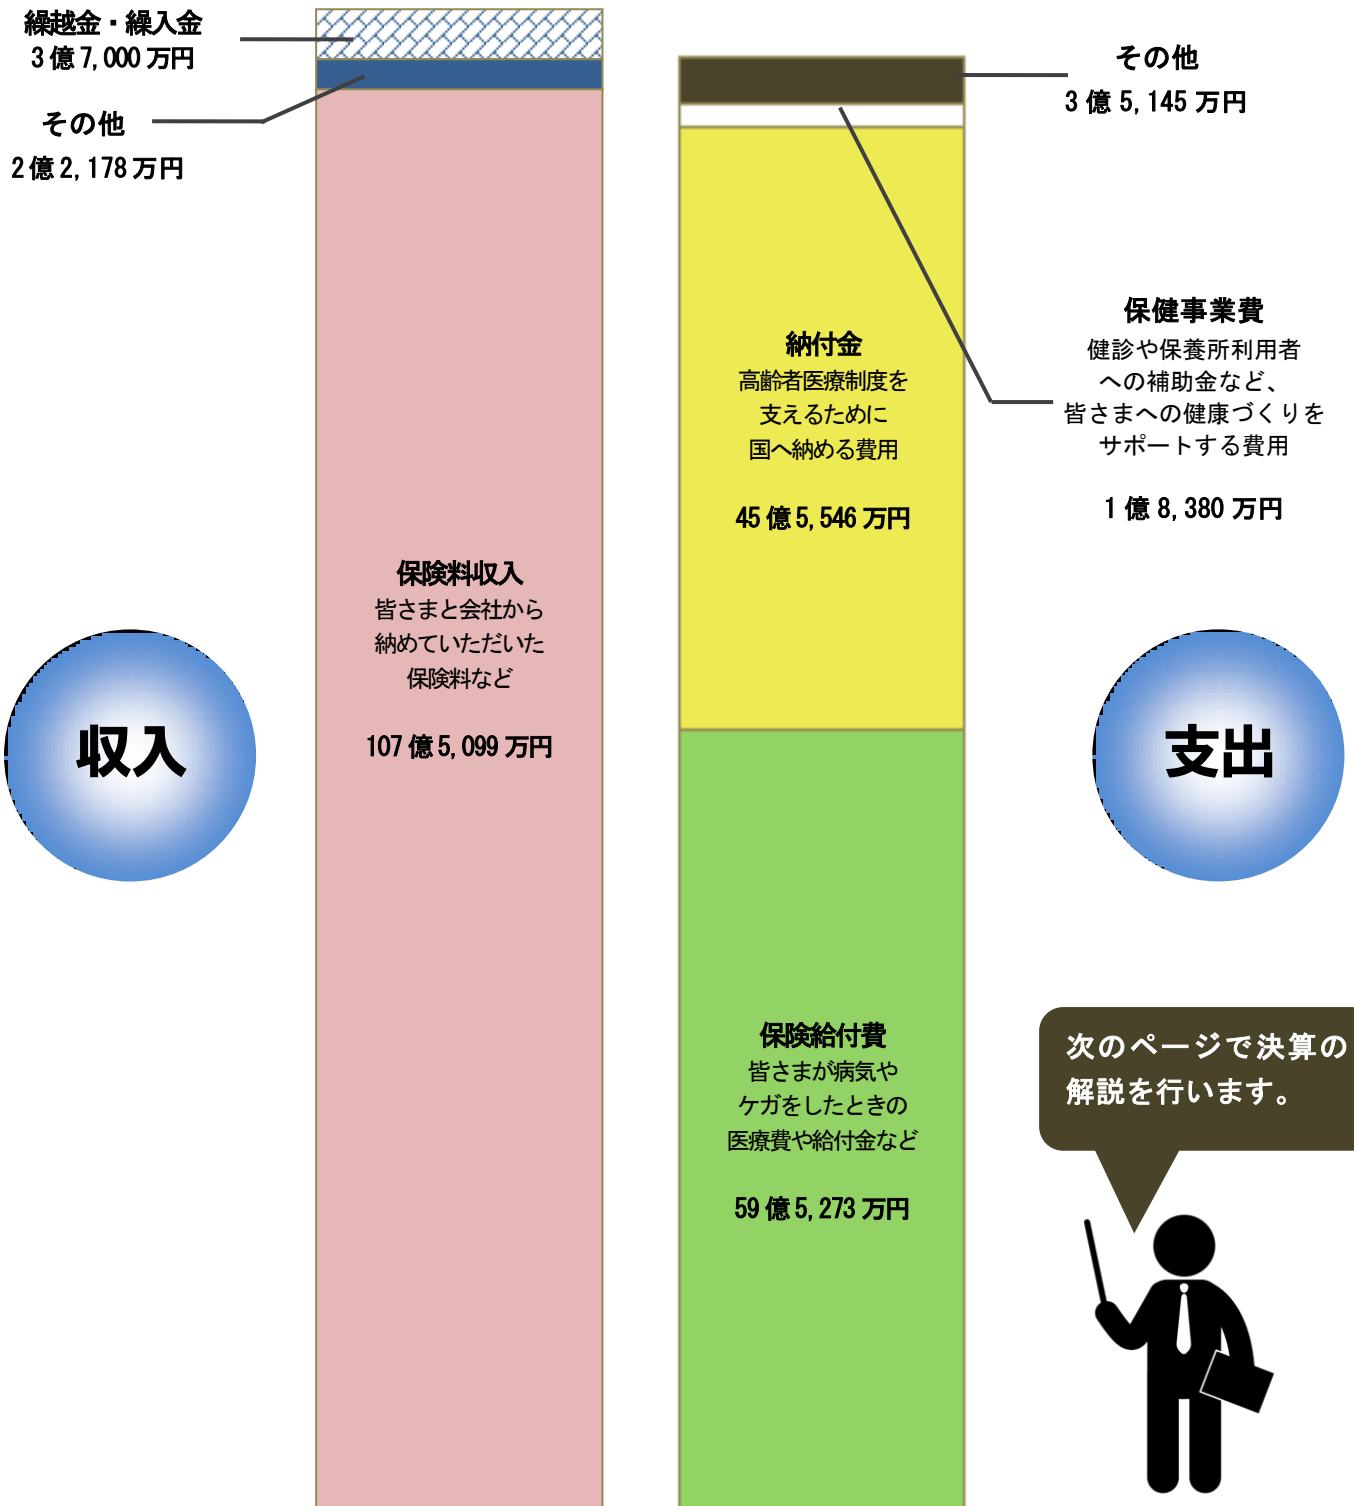 繰越金・繰入金
3億7,000万円
その他
2億2,178万円
収入
保険料収入
皆さまと会社から
納めていただいた
保険料など
107億5,099万円
その他
3億5,145万円
納付金
高齢者医療制度を
支えるために
国へ納める費用
45億5,546万円
保健事業費
健診や保養所利用者
への補助金など、
皆さまへの健康づくりを
サポートする費用
1億8,380万円
支出
保険給付費
皆さまが病気や
ケガをしたときの
医療費や給付金など
59億5,273万円
次のページで決算の
解説を行います。